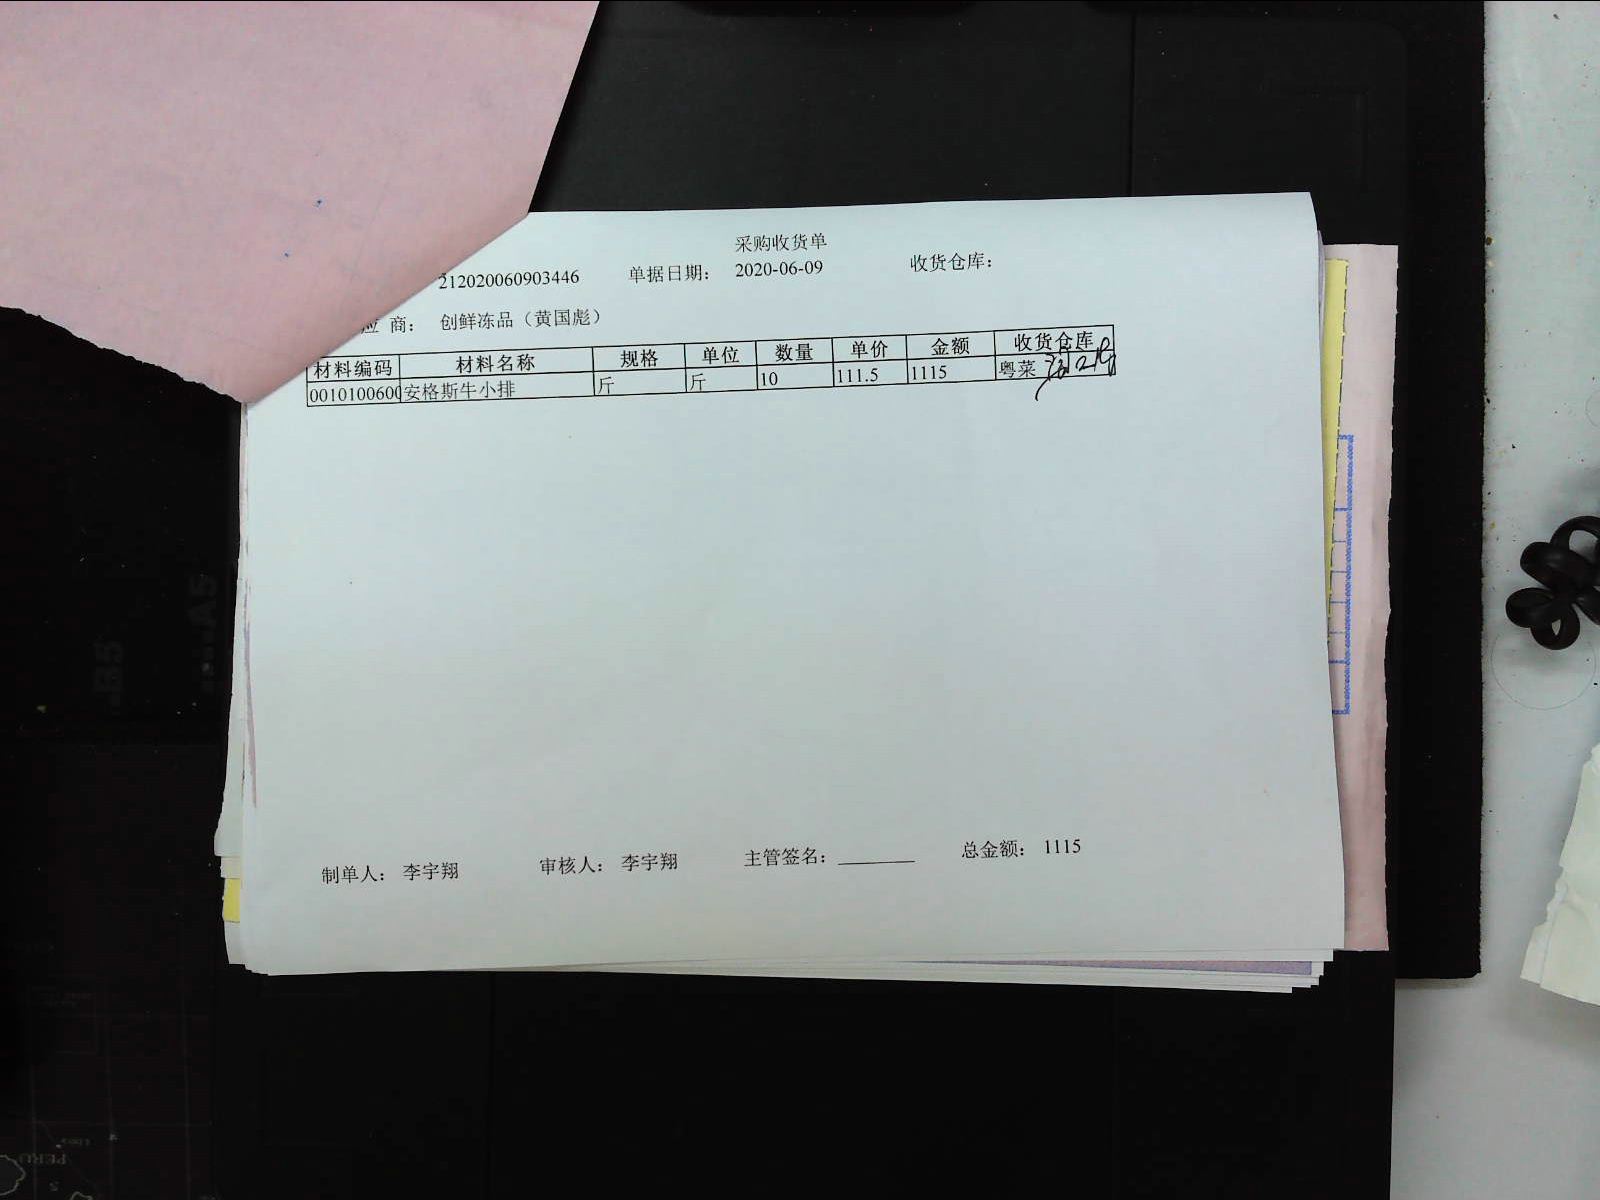 采购收货单
212020060903446 单据日期： 2020-06-09 收货仓库：
应 商： 创鲜冻品（黄国彪）
材料编码 材料名称 规格 单位 数量 单价 金额 收货仓库
0010100600 安格斯牛小排 斤 斤 10 111.5 1115 粤菜
制单人： 李宇翔 审核人： 李宇翔 主管签名： 总金额： 1115
B5
A5
PERU